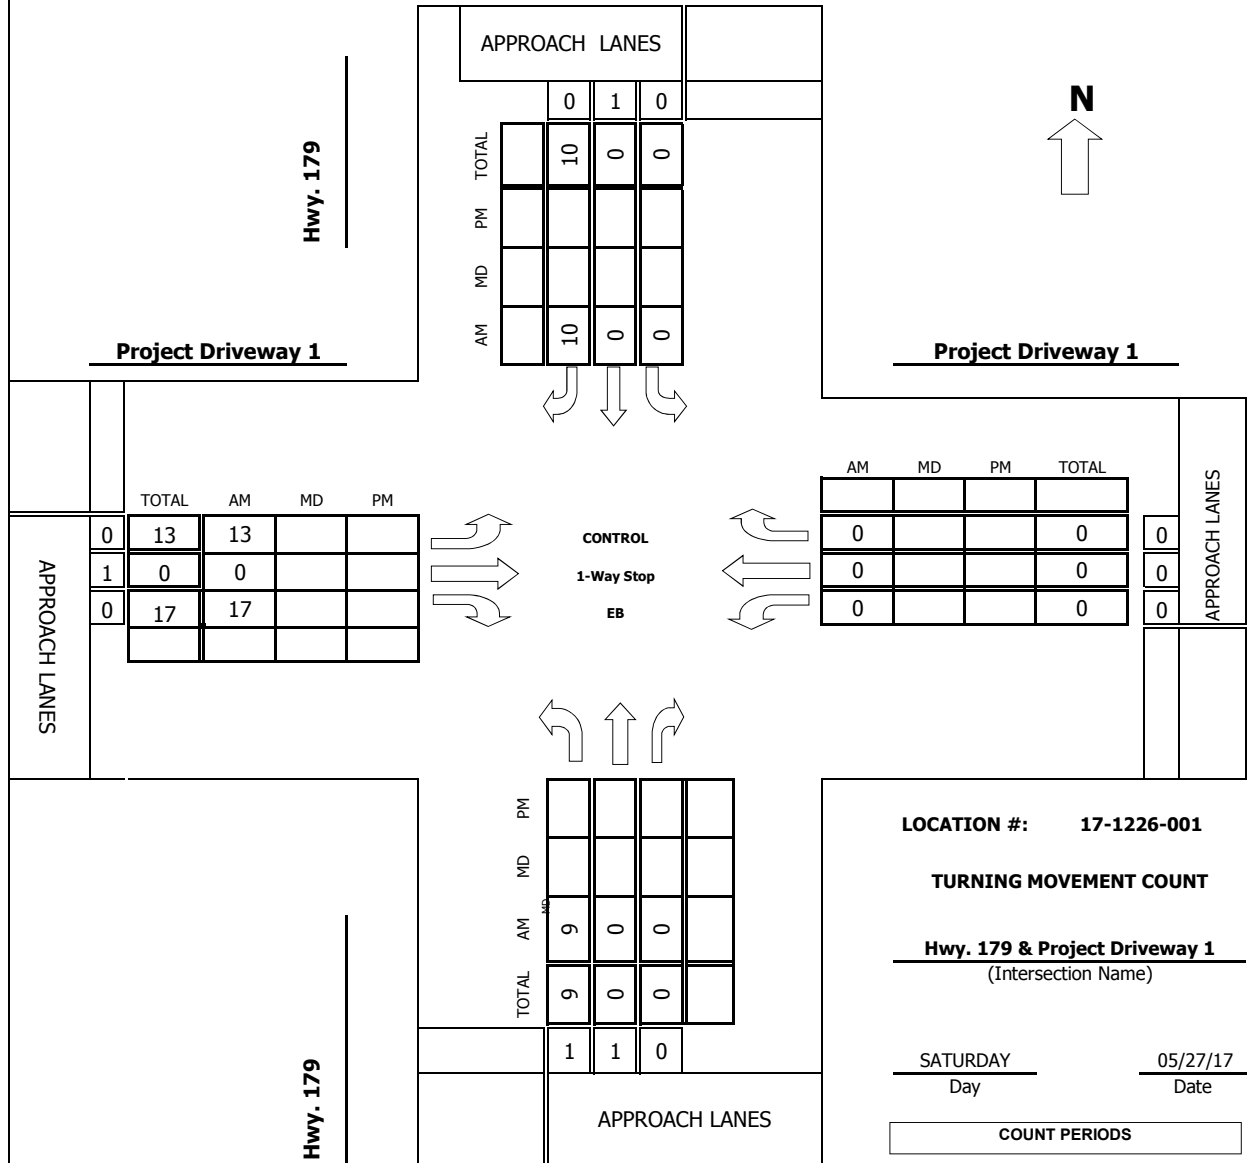 APPROACH LANES
0 1 0
N
Hwy. 179
TOTAL 10 0 0
PM
MD
AM 10 0 0
Project Driveway 1
Project Driveway 1
AM MD PM TOTAL
TOTAL AM MD PM
0 13 13
CONTROL
0 0 0
1 0 0
1-Way Stop
0 0 0
0 17 17
EB
0 0 0
APPROACH LANES
APPROACH LANES
PM
MD
MD
AM 9 0 0
TOTAL 9 0 0
1 1 0
APPROACH LANES
Hwy. 179
LOCATION #: 17-1226-001
TURNING MOVEMENT COUNT
Hwy. 179 & Project Driveway 1
(Intersection Name)
SATURDAY 05/27/17
Day Date
COUNT PERIODS